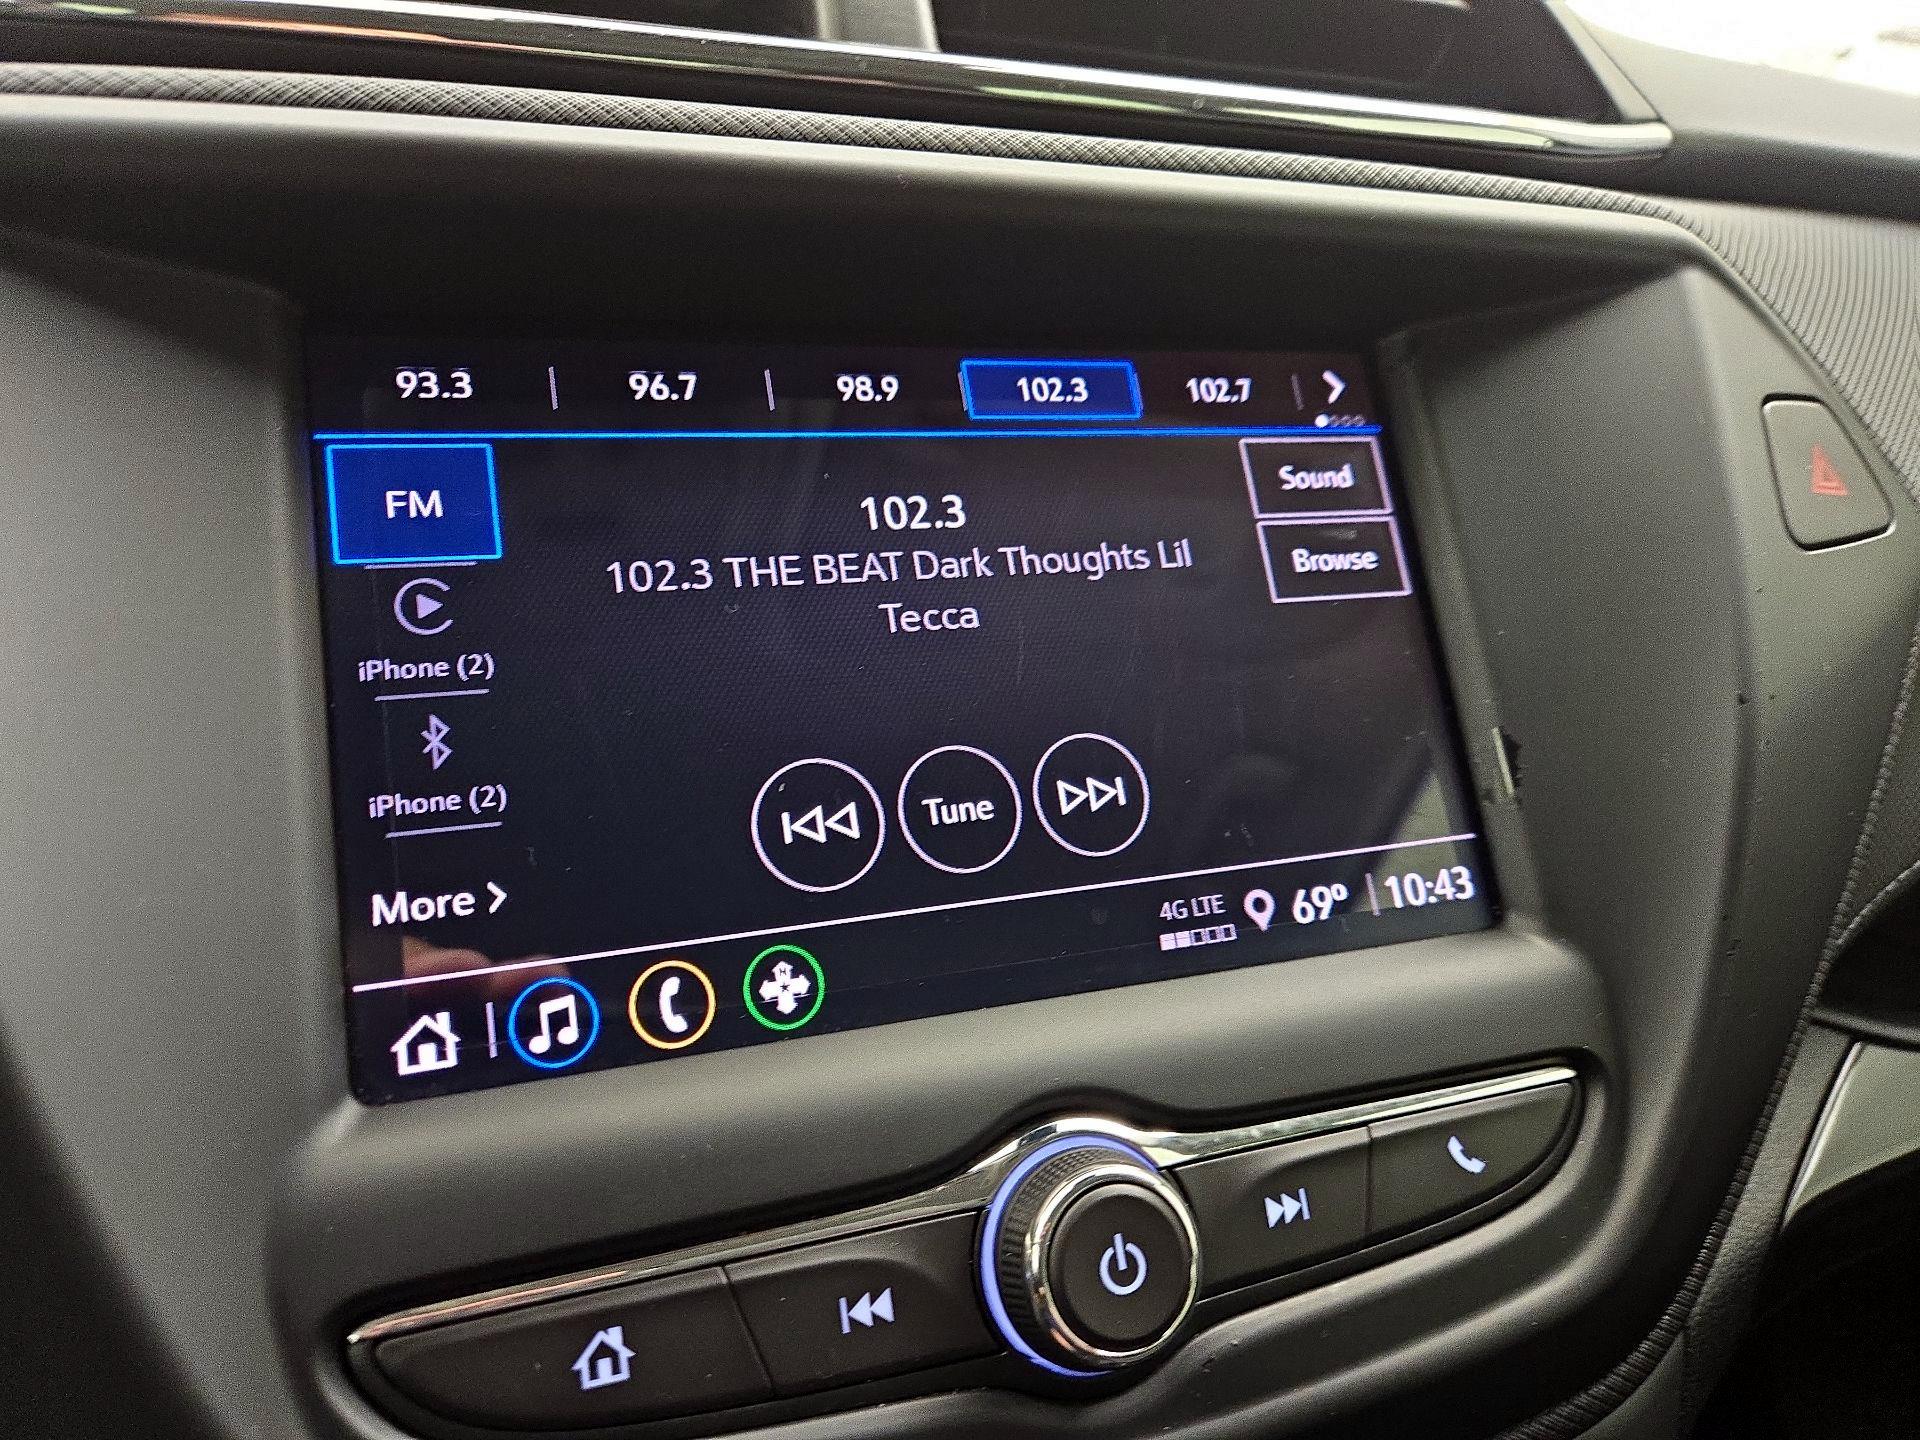 93.3 | 96.7 | 98.9 102.3 102.7 |
FM
Sound
102.3
102.3 THE BEAT Dark Thoughts Lil
Tecca
Browse
iPhone (2)
iPhone (2)
Tune
More
4G LTE 69° | 10:43
N